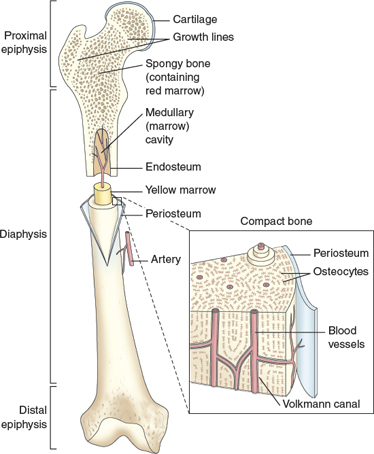 Proximal
epiphysis
Cartilage
Growth lines
Spongy bone
(containing
red marrow)
Medullary
(marrow)
cavity
Endosteum
Yellow marrow
Diaphysis
Periosteum
Artery
Compact bone
Periosteum
Osteocytes
Blood
vessels
Volkmann canal
Distal
epiphysis